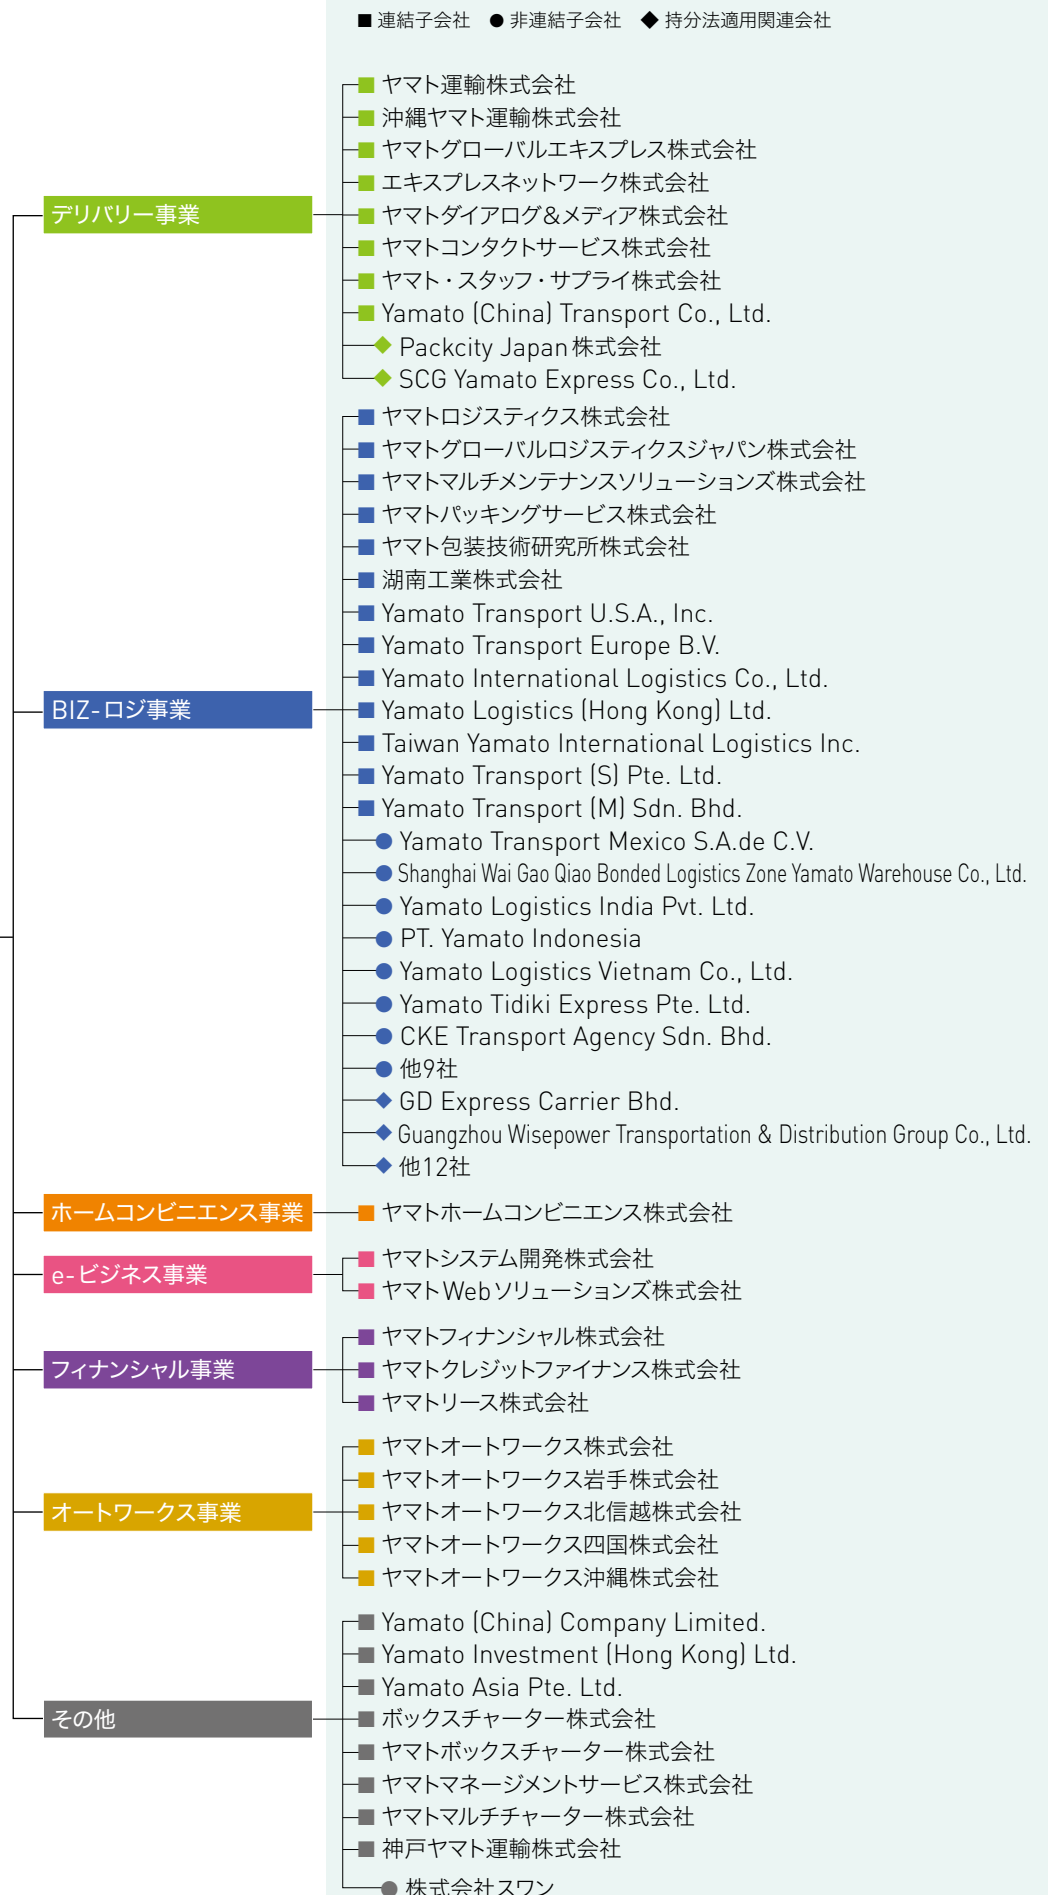 ■ 連結子会社 ● 非連結子会社 ◆ 持分法適用関連会社
デリバリー事業
■ ヤマト運輸株式会社
■ 沖縄ヤマト運輸株式会社
■ ヤマトグローバルエキスプレス株式会社
■ エキスプレスネットワーク株式会社
■ ヤマトダイアログ&メディア株式会社
■ ヤマトコンタクトサービス株式会社
■ ヤマト・スタッフ・サプライ株式会社
■ Yamato (China) Transport Co., Ltd.
◆ Packcity Japan 株式会社
◆ SCG Yamato Express Co., Ltd.
BIZ-ロジ事業
■ ヤマトロジスティクス株式会社
■ ヤマトグローバルロジスティクスジャパン株式会社
■ ヤマトマルチメンテナンスソリューションズ株式会社
■ ヤマトパッキングサービス株式会社
■ ヤマト包装技術研究所株式会社
■ 湖南工業株式会社
■ Yamato Transport U.S.A., Inc.
■ Yamato Transport Europe B.V.
■ Yamato International Logistics Co., Ltd.
■ Yamato Logistics (Hong Kong) Ltd.
■ Taiwan Yamato International Logistics Inc.
■ Yamato Transport (S) Pte. Ltd.
■ Yamato Transport (M) Sdn. Bhd.
● Yamato Transport Mexico S.A.de C.V.
● Shanghai Wai Gao Qiao Bonded Logistics Zone Yamato Warehouse Co., Ltd.
● Yamato Logistics India Pvt. Ltd.
● PT. Yamato Indonesia
● Yamato Logistics Vietnam Co., Ltd.
● Yamato Tidiki Express Pte. Ltd.
● CKE Transport Agency Sdn. Bhd.
● 他9社
◆ GD Express Carrier Bhd.
◆ Guangzhou Wisepower Transportation & Distribution Group Co., Ltd.
◆ 他12社
ホームコンビニエンス事業
■ ヤマトホームコンビニエンス株式会社
e-ビジネス事業
■ ヤマトシステム開発株式会社
■ ヤマトWebソリューションズ株式会社
フィナンシャル事業
■ ヤマトフィナンシャル株式会社
■ ヤマトクレジットファイナンス株式会社
■ ヤマトリース株式会社
オートワークス事業
■ ヤマトオートワークス株式会社
■ ヤマトオートワークス岩手株式会社
■ ヤマトオートワークス北信越株式会社
■ ヤマトオートワークス四国株式会社
■ ヤマトオートワークス沖縄株式会社
その他
■ Yamato (China) Company Limited.
■ Yamato Investment (Hong Kong) Ltd.
■ Yamato Asia Pte. Ltd.
■ ボックスチャーター株式会社
■ ヤマトボックスチャーター株式会社
■ ヤマトマネージメントサービス株式会社
■ ヤマトマルチチャーター株式会社
■ 神戸ヤマト運輸株式会社
● 株式会社スワン